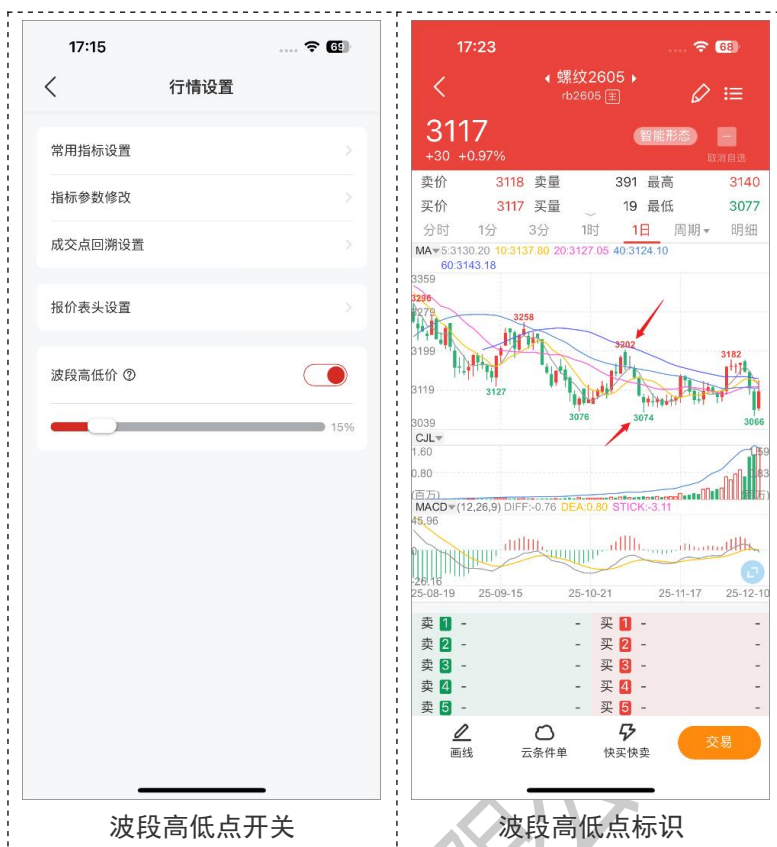 17:15
69
行情设置
常用指标设置
指标参数修改
成交点回溯设置
报价表头设置
波段高低价 ?
15%
波段高低点开关
17:23
68
螺纹2605
rb2605 主
3117
+30 +0.97%
智能形态
取消自选
卖价 3118 卖量 391 最高 3140
买价 3117 买量 19 最低 3077
分时 1分 3分 1时 1日 周期 明细
MA 5:3130.20 10:3137.80 20:3127.05 40:3124.10
60:3143.18
3359
3296
3279
3258
3202
3199
3182
3127
3119
3076
3074
3066
3039
CJL
1.60
0.80
(百万)
MACD (12,26,9) DIFF:-0.76 DEA:0.80 STICK:-3.11
45.96
0
-26.16
25-08-19 25-09-15 25-10-21 25-11-17 25-12-10
卖 1 - - 买 1 - -
卖 2 - - 买 2 - -
卖 3 - - 买 3 - -
卖 4 - - 买 4 - -
卖 5 - - 买 5 - -
画线 云条件单 快买快卖 交易
波段高低点标识